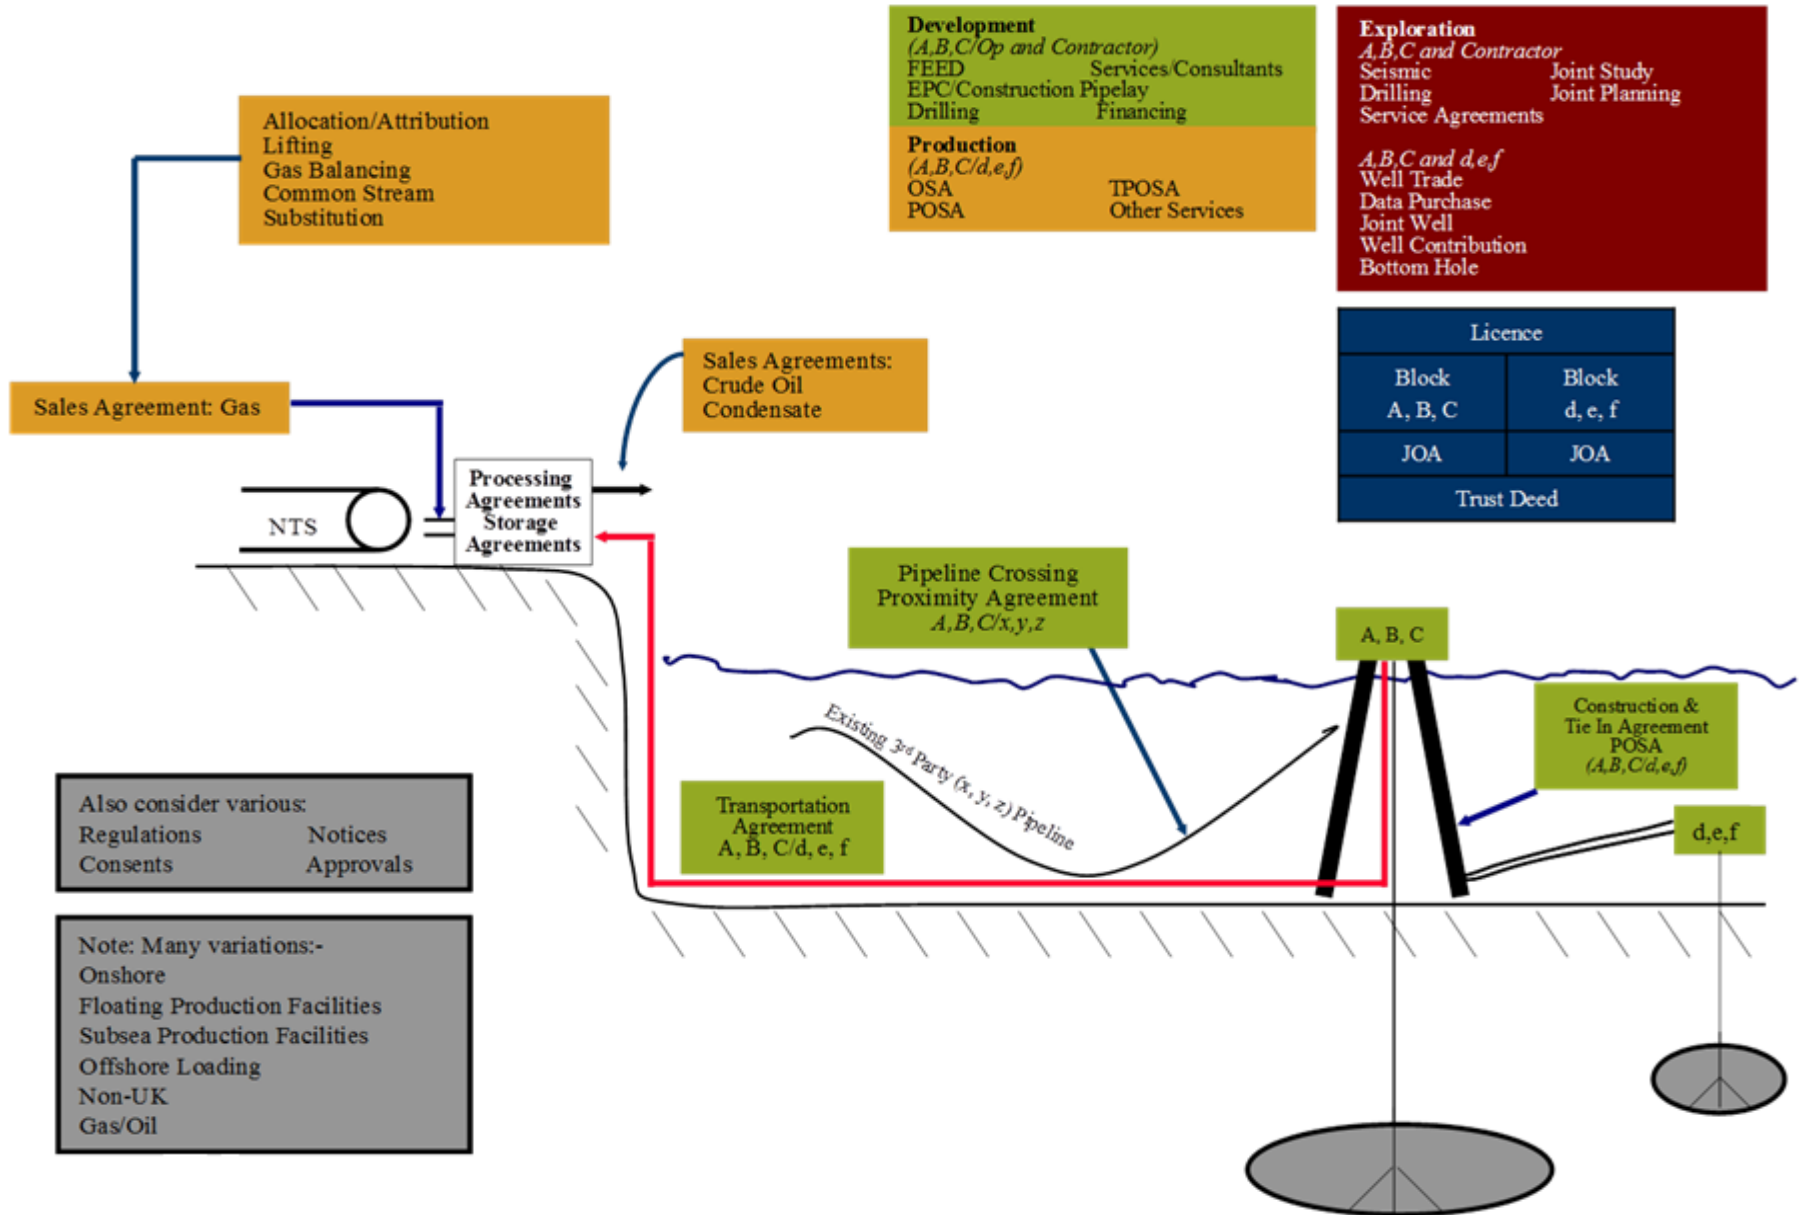 Development
(A,B,C/Op and Contractor)
FEED Services/Consultants
EPC/Construction Pipelay
Drilling Financing
Production
(A,B,C/d,e,f)
OSA TPOSA
POSA Other Services
Exploration
A,B,C and Contractor
Seismic Joint Study
Drilling Joint Planning
Service Agreements
A,B,C and d,e,f
Well Trade
Data Purchase
Joint Well
Well Contribution
Bottom Hole
Allocation/Attribution
Lifting
Gas Balancing
Common Stream
Substitution
Licence
Block Block
A, B, C d, e, f
JOA JOA
Trust Deed
Sales Agreements:
Crude Oil
Condensate
Sales Agreement: Gas
Processing
Agreements
Storage
Agreements
NTS
Pipeline Crossing
Proximity Agreement
A,B,C/x,y,z
A, B, C
Construction &
Tie In Agreement
POSA
(A,B,C/d,e,f)
Existing 3rd Party (x, y, z) Pipeline
Transportation
Agreement
A, B, C/d, e, f
d,e,f
Also consider various:
Regulations Notices
Consents Approvals
Note: Many variations:-
Onshore
Floating Production Facilities
Subsea Production Facilities
Offshore Loading
Non-UK
Gas/Oil